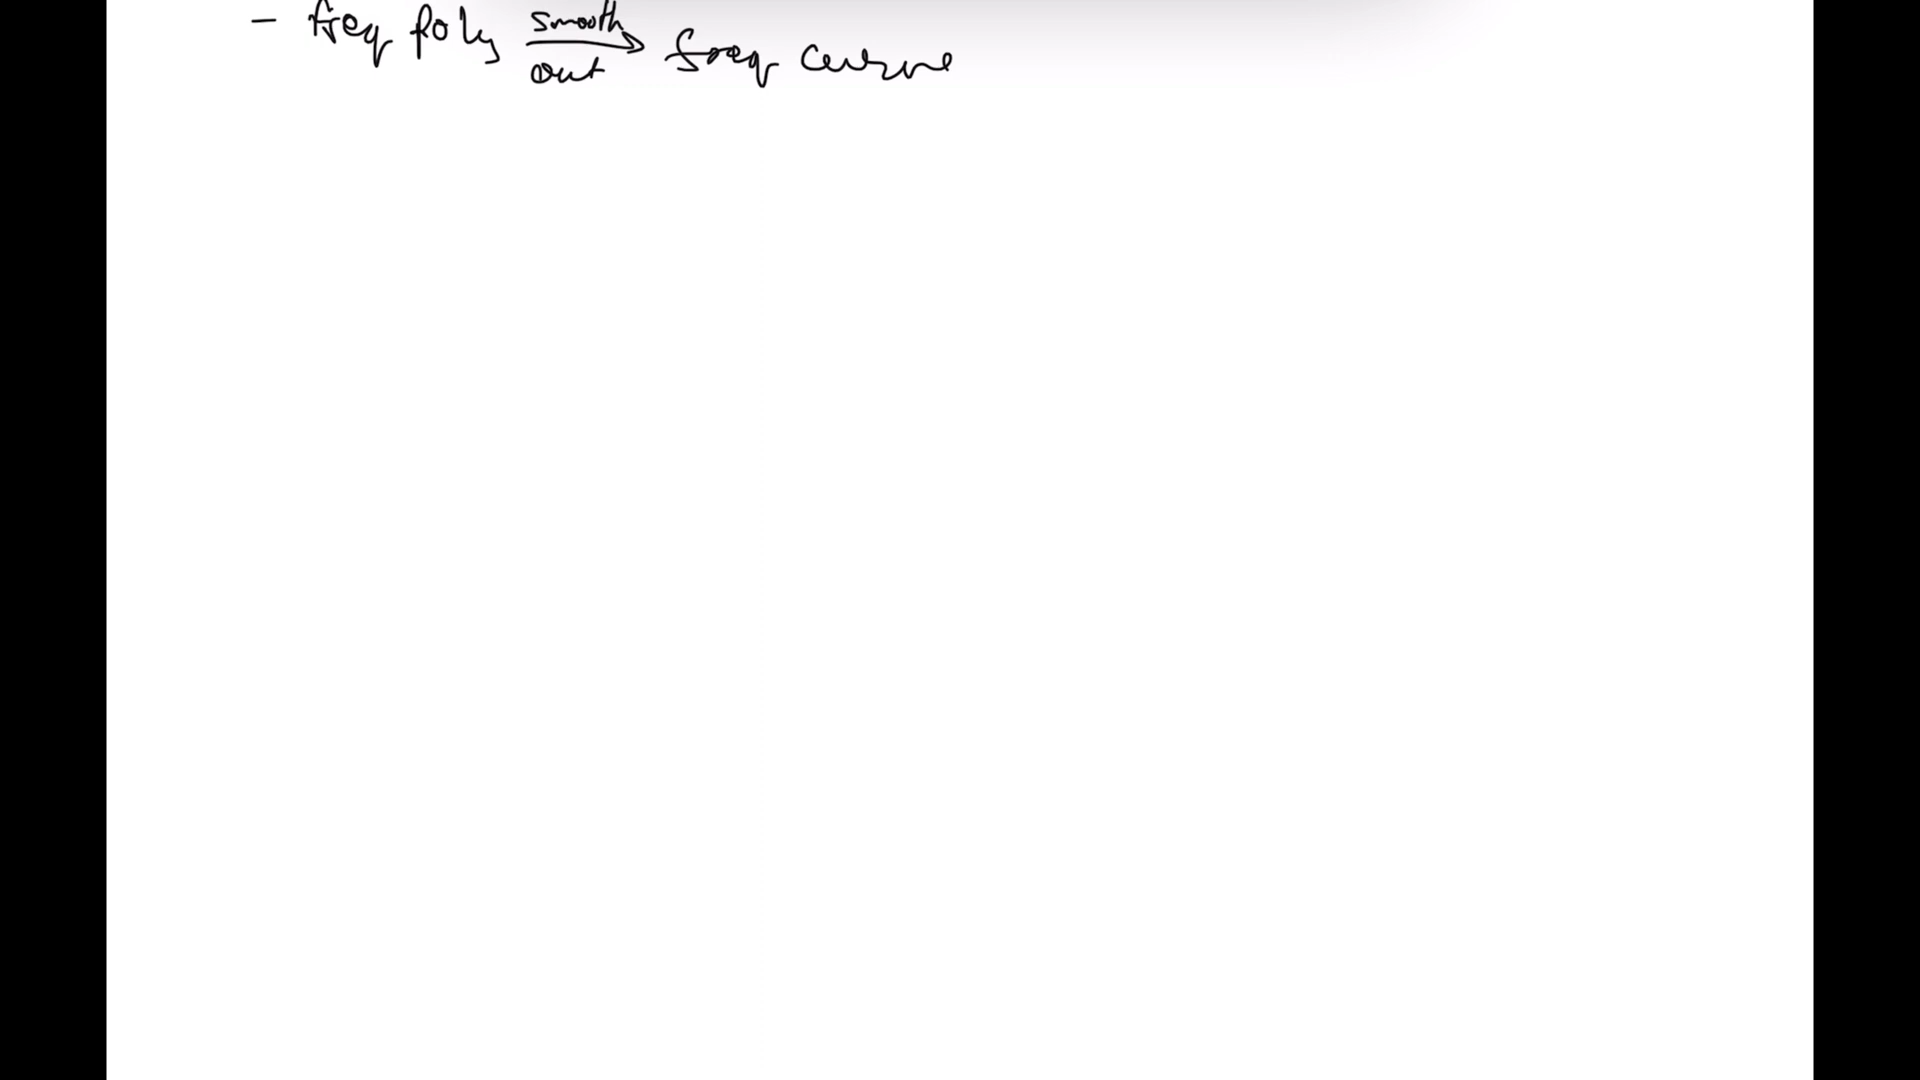 - freq poly smooth out → freq curve